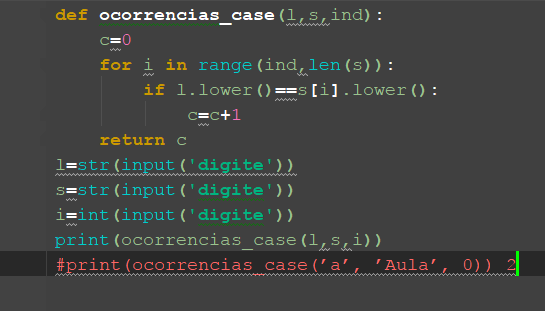 def ocorrencias_case(l,s,ind):
    c=0
    for i in range(ind,len(s)):
        if l.lower()==s[i].lower():
            c=c+1
    return c
l=str(input('digite'))
s=str(input('digite'))
i=int(input('digite'))
print(ocorrencias_case(l,s,i))
#print(ocorrencias_case(’a’, ’Aula’, 0)) 2